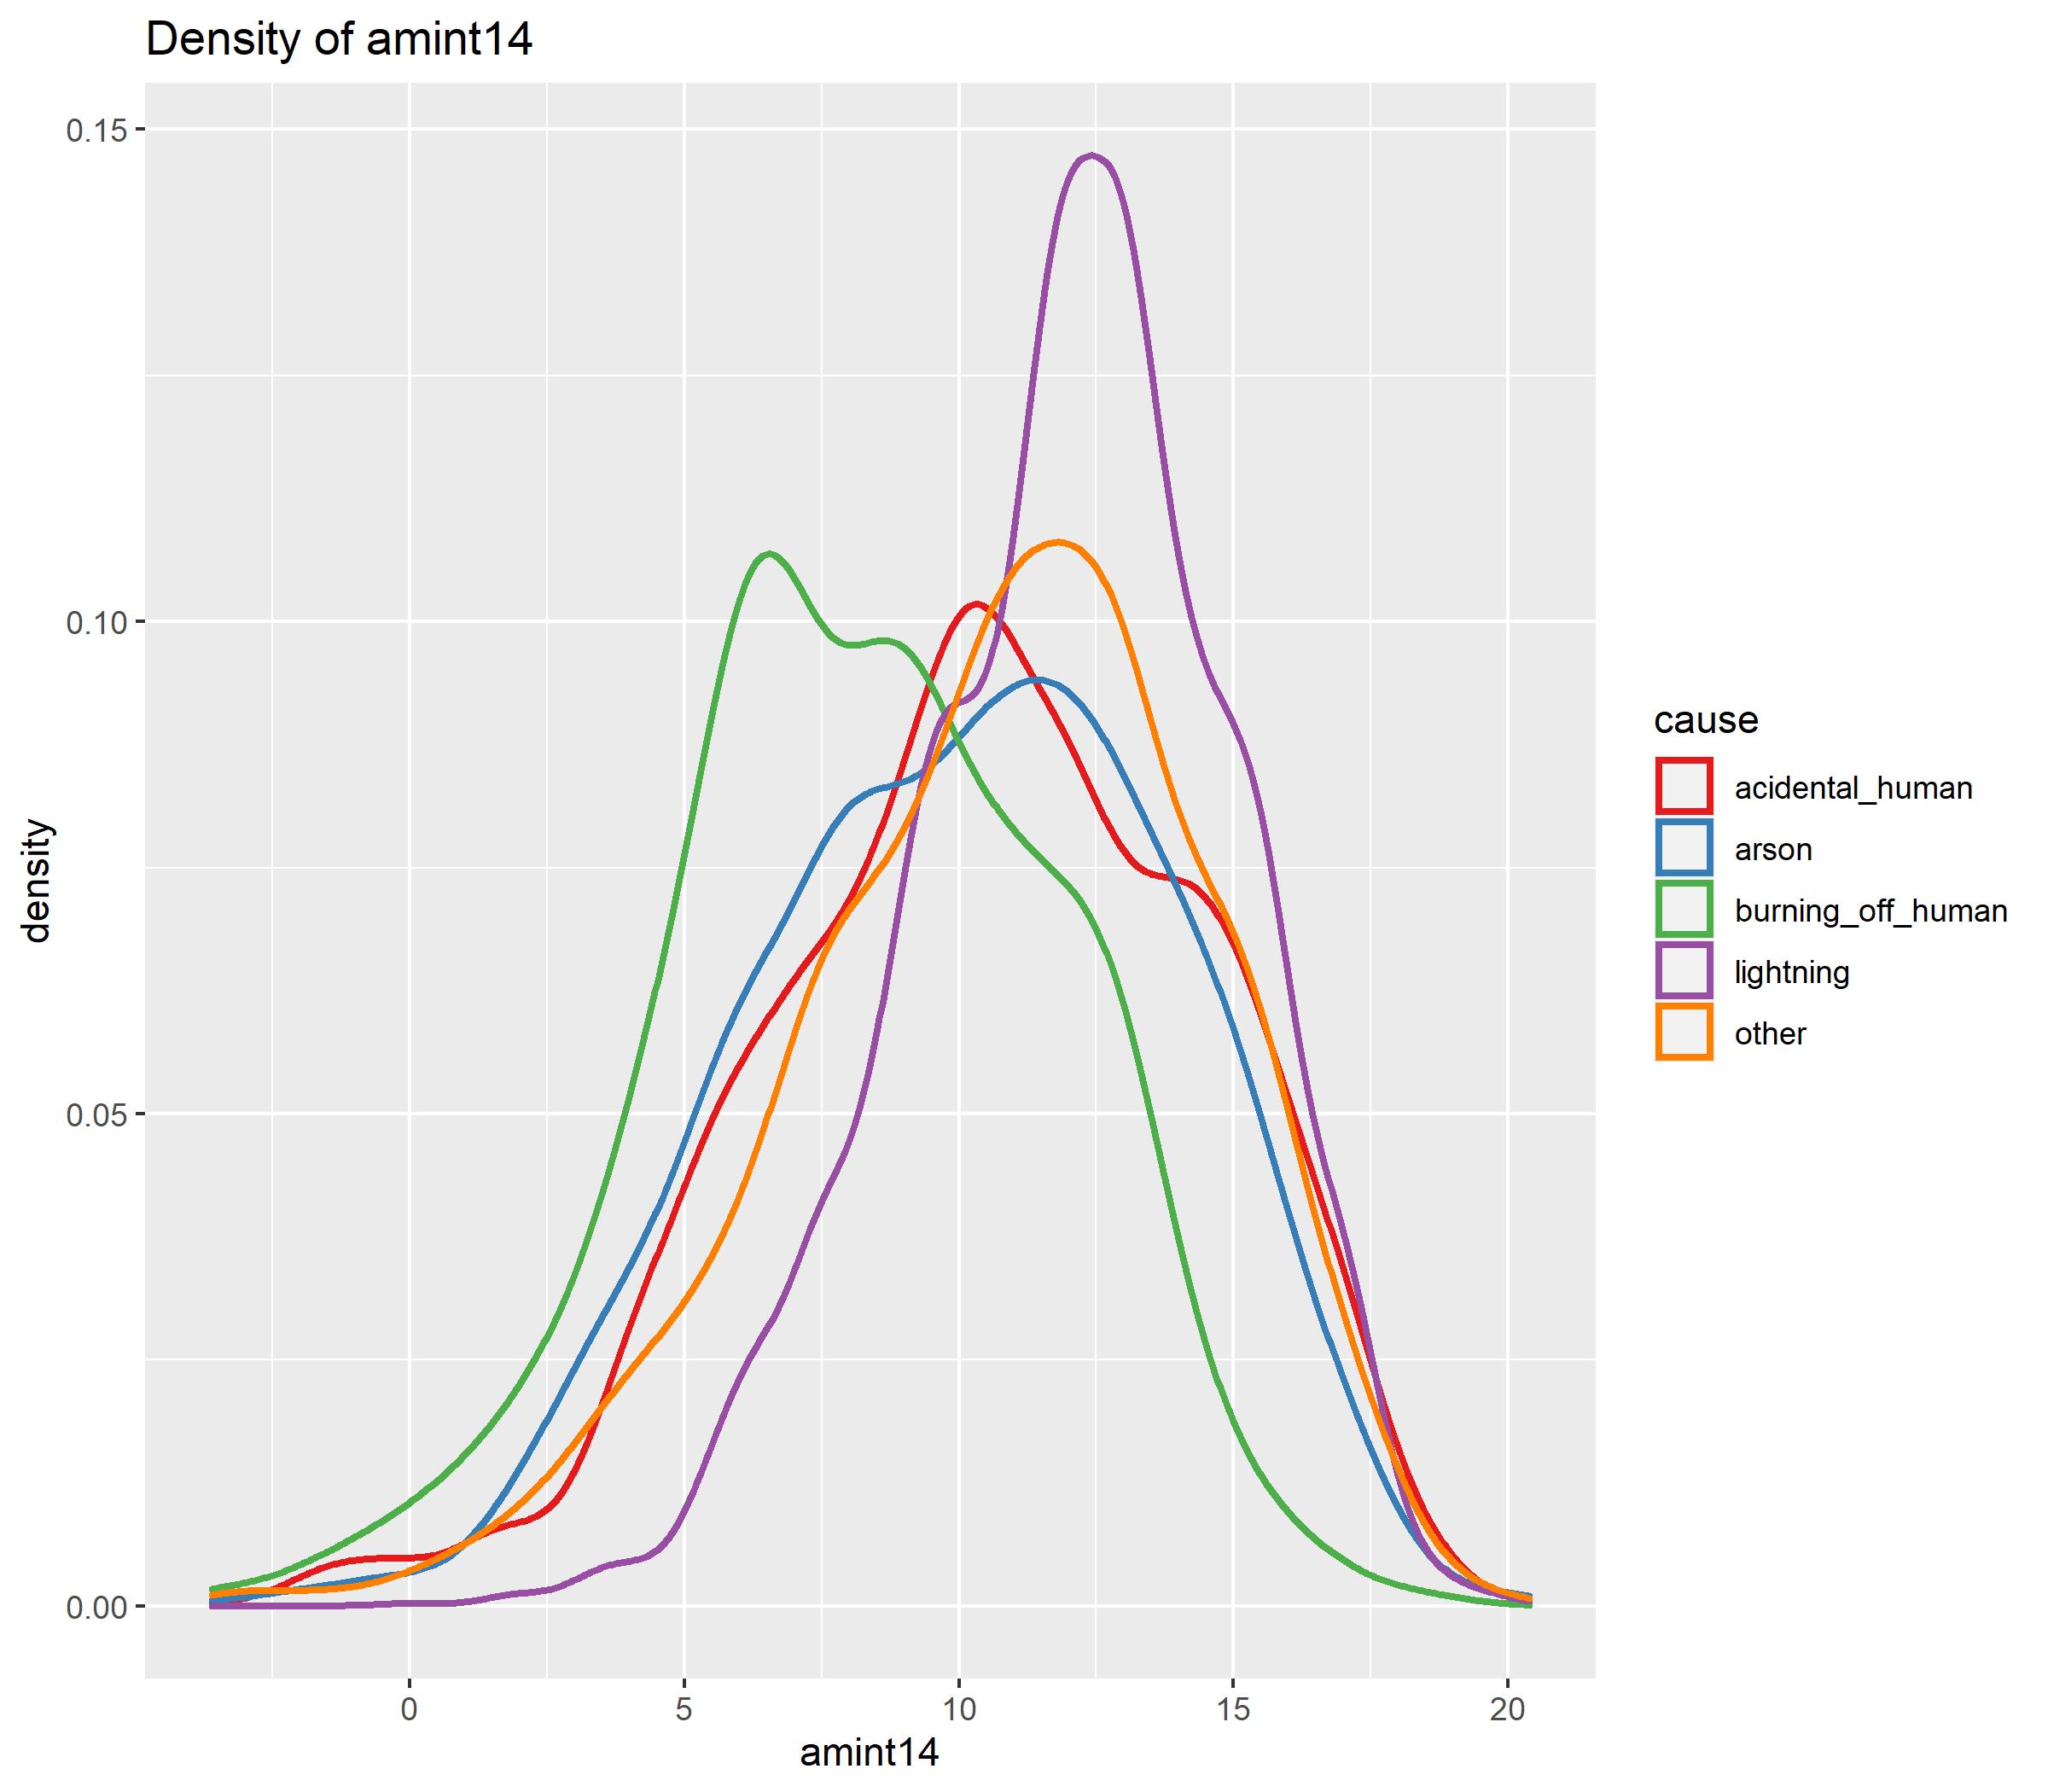 Density of amint14
0.15
0.10
0.05
0.00
density
0 5 10 15 20
amint14
cause
acidental_human
arson
burning_off_human
lightning
other